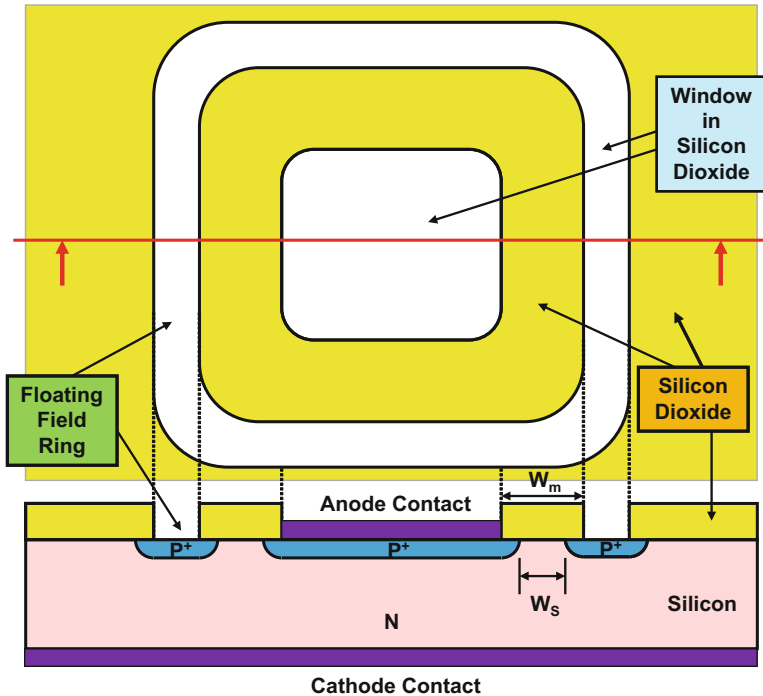 Window
in
Silicon
Dioxide
Floating
Field
Ring
Silicon
Dioxide
Wm
Anode Contact
P+
P+
P+
WS
Silicon
N
Cathode Contact